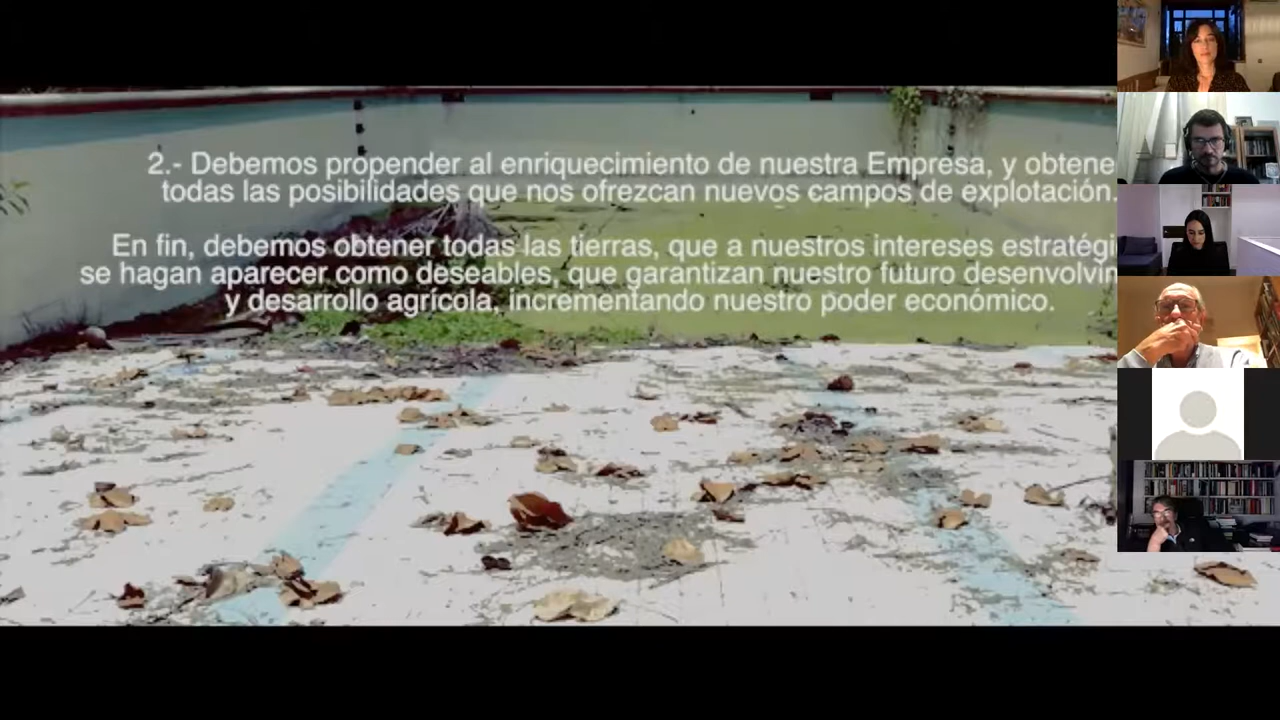 2.- Debemos propender al enriquecimiento de nuestra Empresa, y obtene
todas las posibilidades que nos ofrezcan nuevos campos de explotación.
En fin, debemos obtener todas las tierras, que a nuestros intereses estratégi
se hagan aparecer como deseables, que garantizan nuestro futuro desenvolvim
y desarrollo agrícola, incrementando nuestro poder económico.